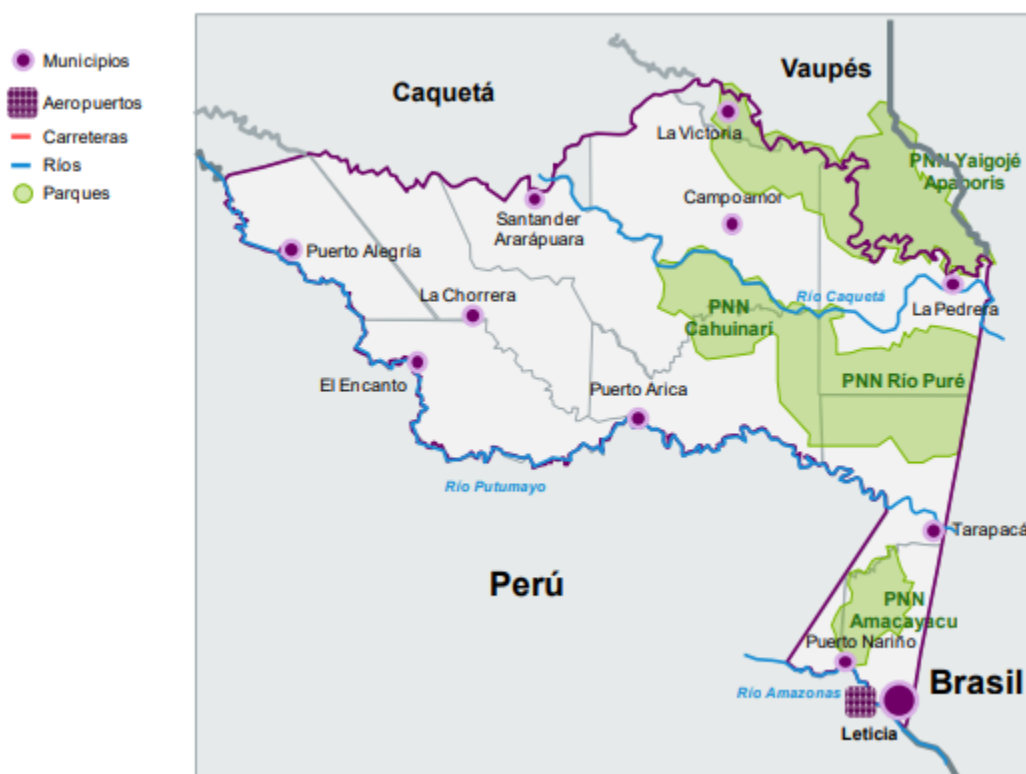 Municipios
Aeropuertos
Carreteras
Ríos
Parques
Caquetá
Vaupés
La Victoria
PNN Yaigojé
Apaporis
Campoamor
Santander
Ararápuara
Puerto Alegría
La Chorrera
Río Caquetá
La Pedrera
PNN
Cahuinari
El Encanto
Puerto Arica
PNN Río Puré
Río Putumayo
Tarapacá
Perú
PNN
Amacayacu
Puerto Nariño
Brasil
Río Amazonas
Leticia